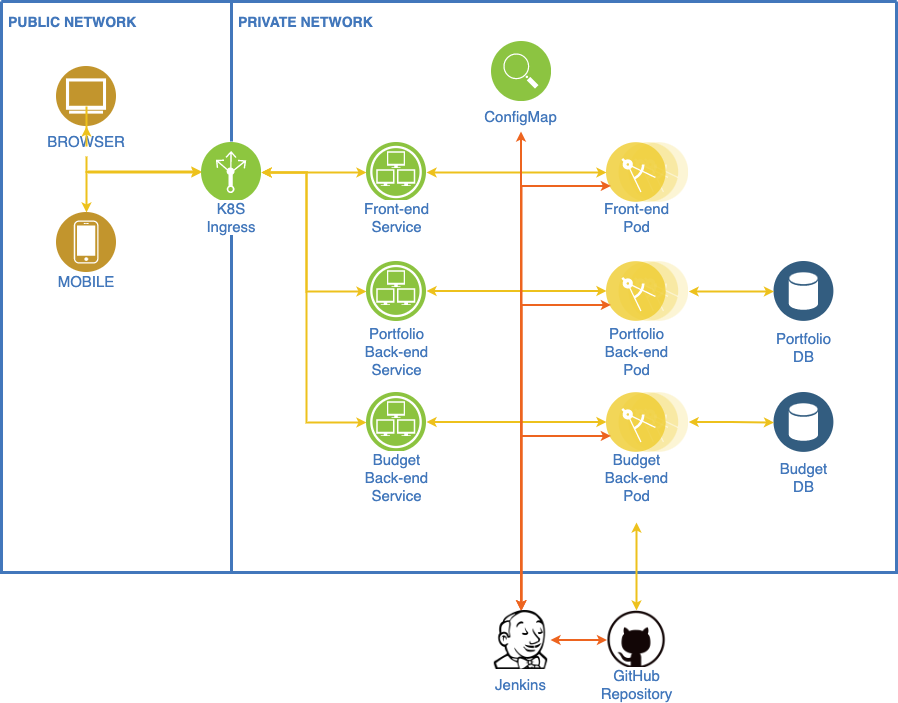 PUBLIC NETWORK
PRIVATE NETWORK
ConfigMap
BROWSER
K8S
Ingress
Front-end
Service
Front-end
Pod
MOBILE
Portfolio
Back-end
Service
Portfolio
Back-end
Pod
Portfolio
DB
Budget
Back-end
Service
Budget
Back-end
Pod
Budget
DB
Jenkins
GitHub
Repository